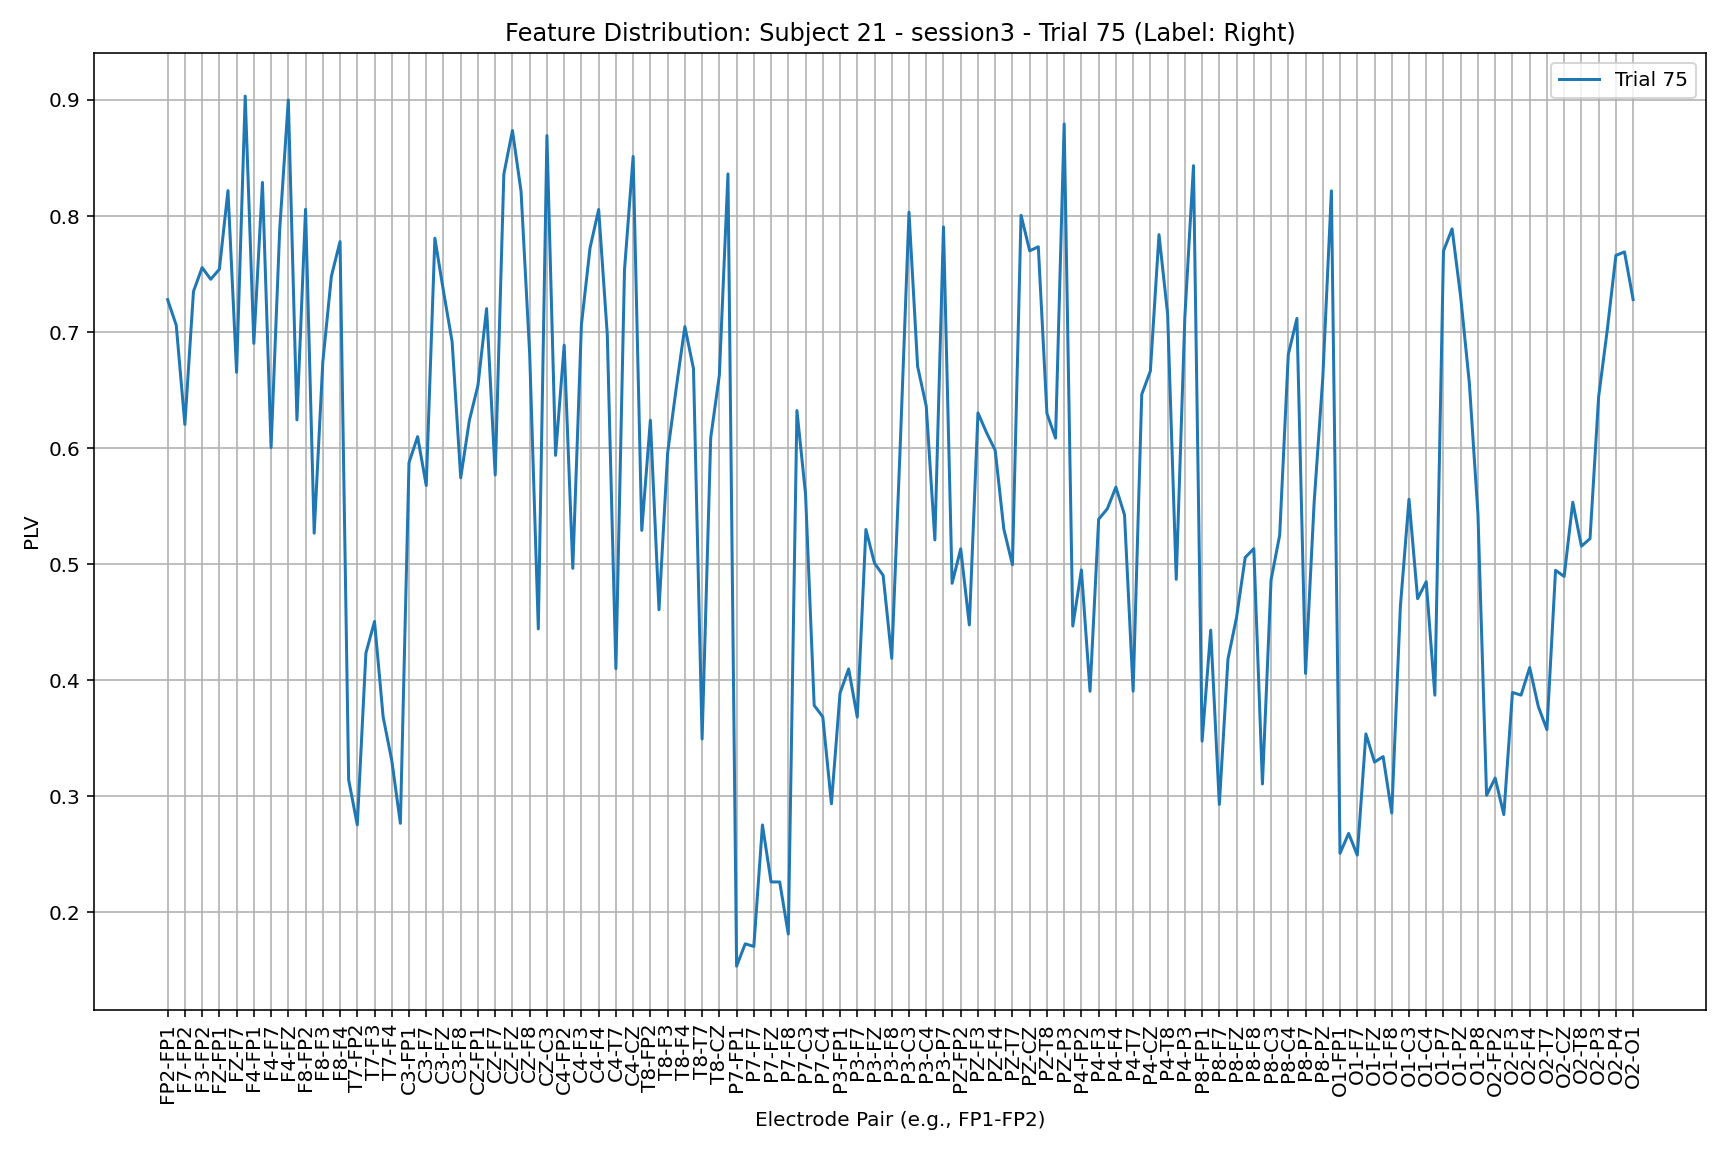 Feature Distribution: Subject 21 - session3 - Trial 75 (Label: Right)
Trial 75
0.9
0.8
0.7
0.6
0.5
0.4
0.3
0.2
PLV
FP2-FP1
F7-FP2
F3-FP2
FZ-FP1
FZ-F7
F4-FP1
F4-F7
F4-FZ
F8-FP2
F8-F3
F8-F4
T7-FP2
T7-F3
T7-F4
C3-FP1
C3-F7
C3-FZ
C3-F8
CZ-FP1
CZ-F7
CZ-FZ
CZ-F8
CZ-C3
C4-FP2
C4-F3
C4-F4
C4-T7
C4-CZ
T8-FP2
T8-F3
T8-F4
T8-T7
T8-CZ
P7-FP1
P7-F7
P7-FZ
P7-F8
P7-C3
P7-C4
P3-FP1
P3-F7
P3-FZ
P3-F8
P3-C3
P3-C4
P3-P7
PZ-FP2
PZ-F3
PZ-F4
PZ-T7
PZ-CZ
PZ-T8
PZ-P3
P4-FP2
P4-F3
P4-F4
P4-T7
P4-CZ
P4-T8
P4-P3
P8-FP1
P8-F7
P8-FZ
P8-F8
P8-C3
P8-C4
P8-P7
P8-PZ
O1-FP1
O1-F7
O1-FZ
O1-F8
O1-C3
O1-C4
O1-P7
O1-PZ
O1-P8
O2-FP2
O2-F3
O2-F4
O2-T7
O2-CZ
O2-T8
O2-P3
O2-P4
O2-O1
Electrode Pair (e.g., FP1-FP2)